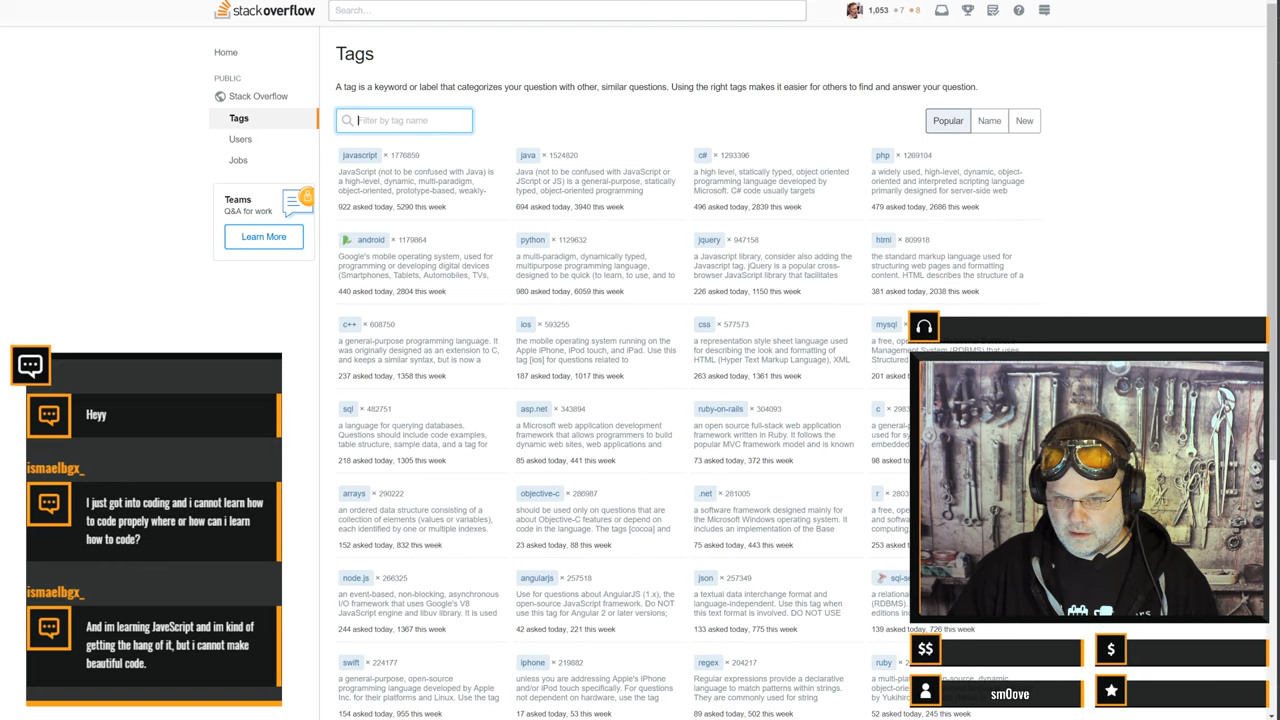 stackoverflow
Search...
1,053 7 8
Home
PUBLIC
Stack Overflow
Tags
Users
Jobs
Teams
Q&A for work
Learn More
Tags
A tag is a keyword or label that categorizes your question with other, similar questions. Using the right tags makes it easier for others to find and answer your question.
Filter by tag name
Popular Name New
javascript × 1776859
JavaScript (not to be confused with Java) is
a high-level, dynamic, multi-paradigm,
object-oriented, prototype-based, weakly-
922 asked today, 5290 this week
java × 1524820
Java (not to be confused with JavaScript or
JScript or JS) is a general-purpose, statically
typed, object-oriented programming
694 asked today, 3940 this week
c# × 1293396
a high level, statically typed, object oriented
programming language developed by
Microsoft. C# code usually targets
496 asked today, 2839 this week
php × 1269104
a widely used, high-level, dynamic, object-
oriented and interpreted scripting language
primarily designed for server-side web
479 asked today, 2686 this week
android × 1179864
Google's mobile operating system, used for
programming or developing digital devices
(Smartphones, Tablets, Automobiles, TVs,
440 asked today, 2804 this week
python × 1129632
a multi-paradigm, dynamically typed,
multipurpose programming language,
designed to be quick (to learn, to use, and to
980 asked today, 6059 this week
jquery × 947158
a Javascript library, consider also adding the
Javascript tag. jQuery is a popular cross-
browser JavaScript library that facilitates
226 asked today, 1150 this week
html × 809918
the standard markup language used for
structuring web pages and formatting
content. HTML describes the structure of a
381 asked today, 2038 this week
c++ × 608750
a general-purpose programming language. It
was originally designed as an extension to C,
and keeps a similar syntax, but is now a
237 asked today, 1358 this week
ios × 593255
the mobile operating system running on the
Apple iPhone, iPod touch, and iPad. Use this
tag [ios] for questions related to
187 asked today, 1017 this week
css × 577573
a representation style sheet language used
for describing the look and formatting of
HTML (Hyper Text Markup Language), XML
263 asked today, 1361 this week
mysql ×
a free, open
Management System (RDBMS) that uses
Structured
201
sql × 482751
a language for querying databases.
Questions should include code examples,
table structure, sample data, and a tag for
218 asked today, 1305 this week
asp.net × 343894
a Microsoft web application development
framework that allows programmers to build
dynamic web sites, web applications and
85 asked today, 441 this week
ruby-on-rails × 304093
an open source full-stack web application
framework written in Ruby. It follows the
popular MVC framework model and is known
73 asked today, 372 this week
c × 2983
a general-
used for sy
embedded
98
arrays × 290222
an ordered data structure consisting of a
collection of elements (values or variables),
each identified by one or multiple indexes.
152 asked today, 832 this week
objective-c × 286987
should be used only on questions that are
about Objective-C features or depend on
code in the language. The tags [cocoa] and
23 asked today, 88 this week
.net × 281005
a software framework designed mainly for
the Microsoft Windows operating system. It
includes an implementation of the Base
75 asked today, 443 this week
r × 2803
a free, o
and softwa
computing.
253
node.js × 266325
an event-based, non-blocking, asynchronous
I/O framework that uses Google's V8
JavaScript engine and libuv library. It is used
244 asked today, 1367 this week
angularjs × 257518
Use for questions about AngularJS (1.x), the
open-source JavaScript framework. Do NOT
use this tag for Angular 2 or later versions;
42 asked today, 221 this week
json × 257349
a textual data interchange format and
language-independent. Use this tag when
this text format is involved. DO NOT USE
133 asked today, 775 this week
sql-se
a relationa
(RDBMS).
editions in
139 asked today, 726 this week
swift × 224177
a general-purpose, open-source,
programming language developed by Apple
Inc. for their platforms and Linux. Use the
154 asked today, 955 this week
iphone × 219882
unless you are addressing Apple's iPhone
and/or iPod touch specifically. For questions
not dependent on hardware, use the tag
17 asked today, 53 this week
regex × 204217
Regular expressions provide a declarative
language to match patterns within strings.
They are commonly used for string
89 asked today, 502 this week
ruby ×
a multi-pla
object-orie
by Yukihiro
52 asked today, 245 this week
Heyy
ismaelbgx_
I just got into coding and i cannot learn how
to code propely where or how can i learn
how to code?
ismaelbgx_
And im learning JaveScript and im kind of
getting the hang of it, but i cannot make
beautiful code.
$$ $
sm0ove